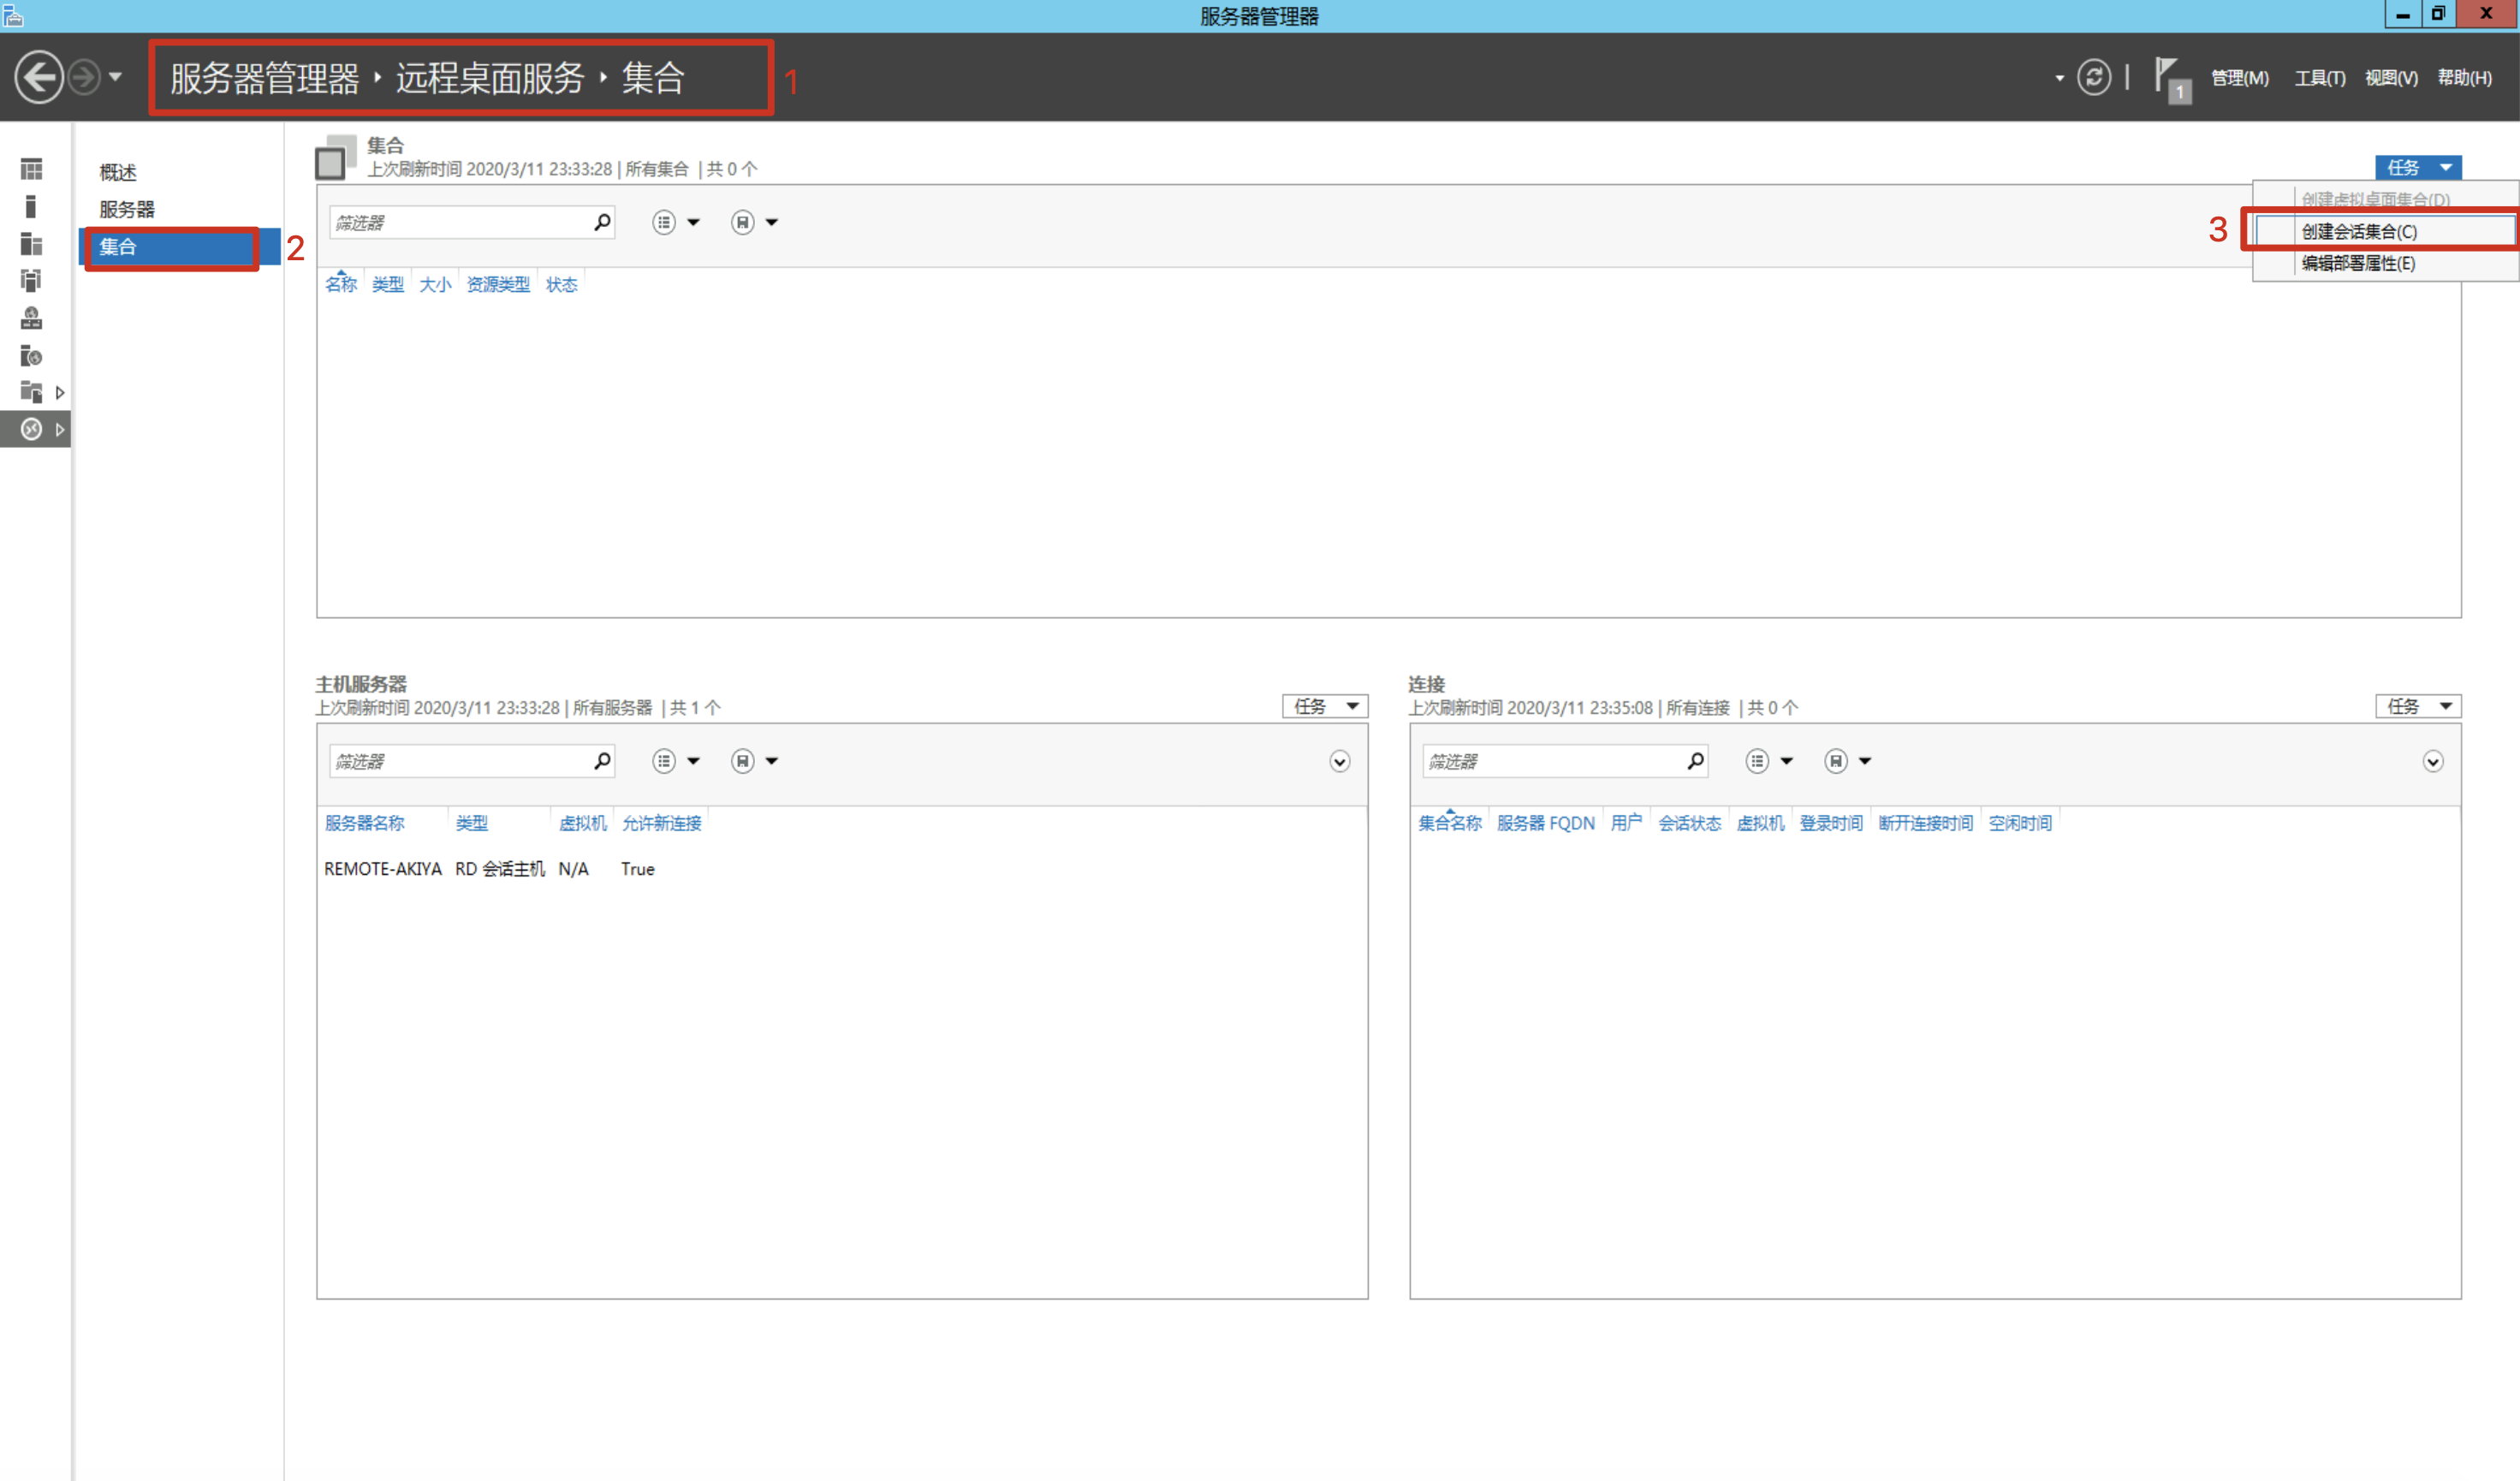 服务器管理器
服务器管理器 ‣ 远程桌面服务 ‣ 集合
1
1
管理(M) 工具(T) 视图(V) 帮助(H)
概述
服务器
集合
2
集合
上次刷新时间 2020/3/11 23:33:28 | 所有集合 | 共 0 个
任务
创建虚拟桌面集合(D)
3
创建会话集合(C)
编辑部署属性(E)
筛选器
名称 类型 大小 资源类型 状态
主机服务器
上次刷新时间 2020/3/11 23:33:28 | 所有服务器 | 共 1 个
任务
筛选器
服务器名称 类型 虚拟机 允许新连接
REMOTE-AKIYA RD 会话主机 N/A True
连接
上次刷新时间 2020/3/11 23:35:08 | 所有连接 | 共 0 个
任务
筛选器
集合名称 服务器 FQDN 用户 会话状态 虚拟机 登录时间 断开连接时间 空闲时间